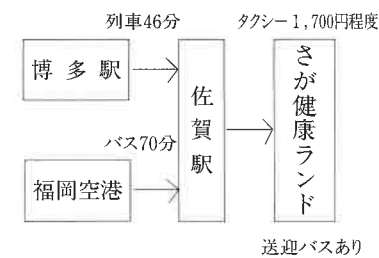 列車46分
博多駅
バス70分
福岡空港
佐賀駅
タクシー1,700円程度
さが健康ランド
送迎バスあり